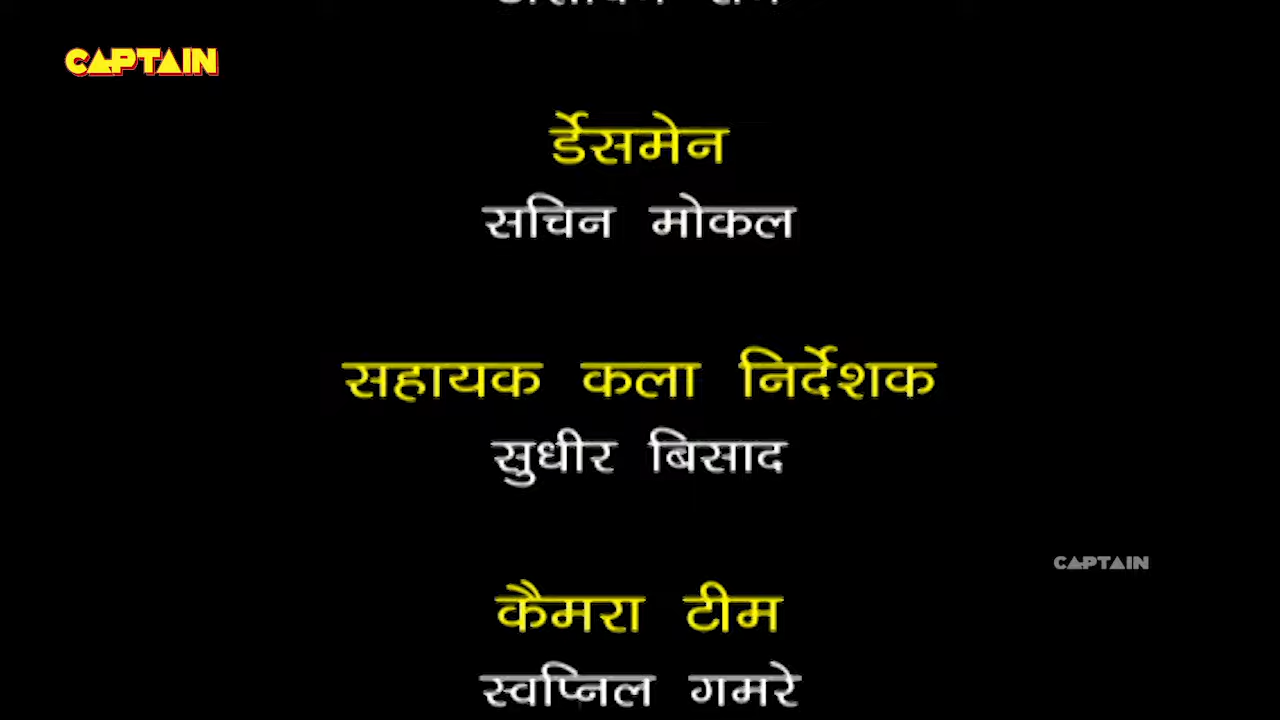 CAPTAIN
र्डेसमेन
सचिन मोकल
सहायक कला निर्देशक
सुधीर बिसाद
CAPTAIN
कैमरा टीम
स्वप्निल गमरे